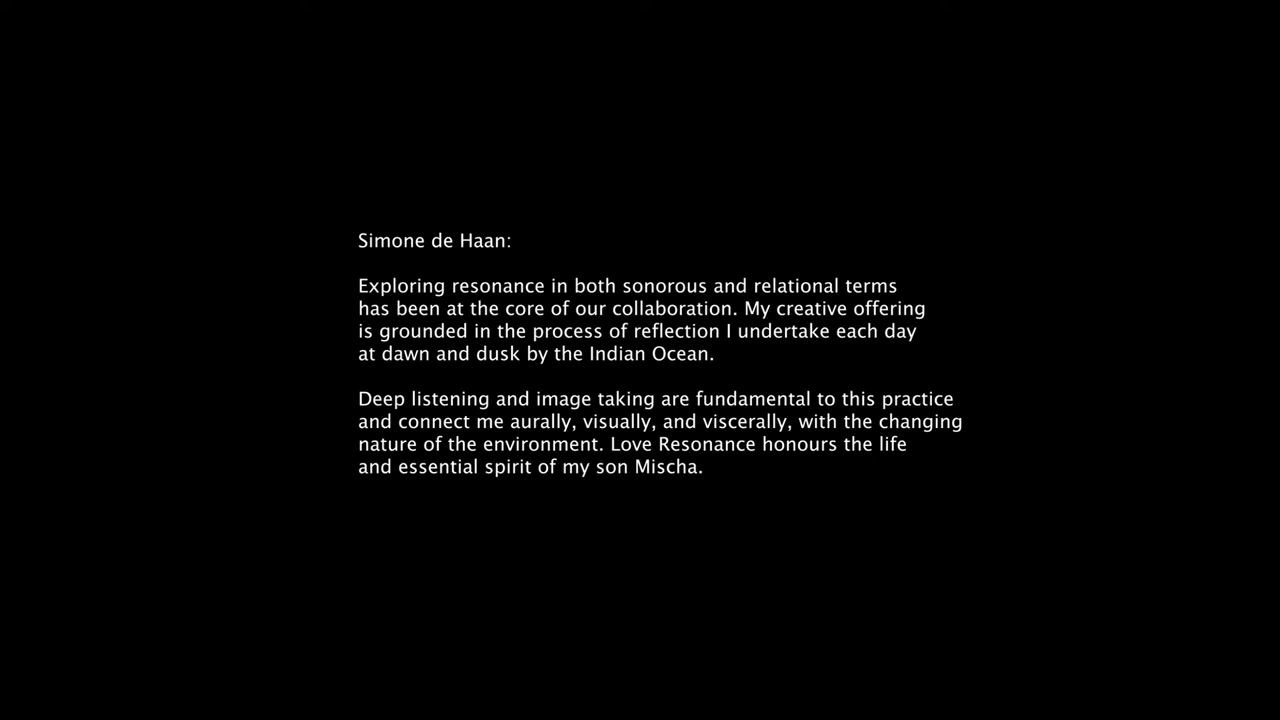 Simone de Haan:
Exploring resonance in both sonorous and relational terms
has been at the core of our collaboration. My creative offering
is grounded in the process of reflection I undertake each day
at dawn and dusk by the Indian Ocean.
Deep listening and image taking are fundamental to this practice
and connect me aurally, visually, and viscerally, with the changing
nature of the environment. Love Resonance honours the life
and essential spirit of my son Mischa.